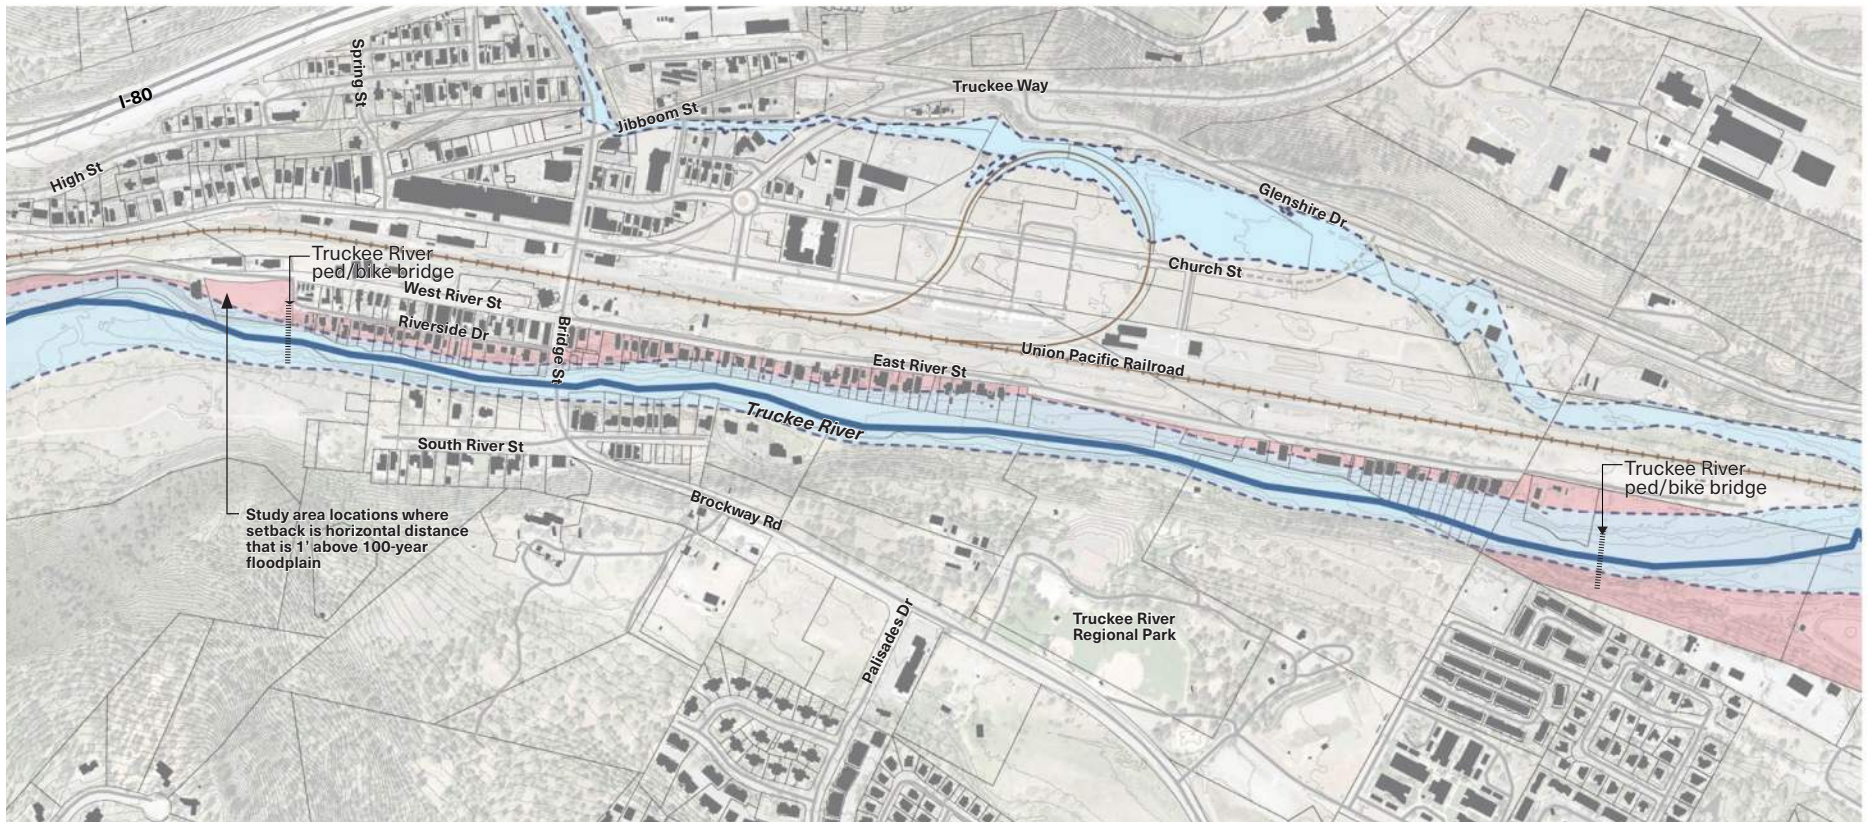 Spring St
I-80
Truckee Way
Jibboom St
High St
Glenshire Dr
Truckee River
ped/bike bridge
Church St
West River St
Riverside Dr
Bridge St
Union Pacific Railroad
East River St
Truckee River
South River St
Truckee River
ped/bike bridge
Brockway Rd
Study area locations where
setback is horizontal distance
that is 1' above 100-year
floodplain
Palisades Dr
Truckee River
Regional Park